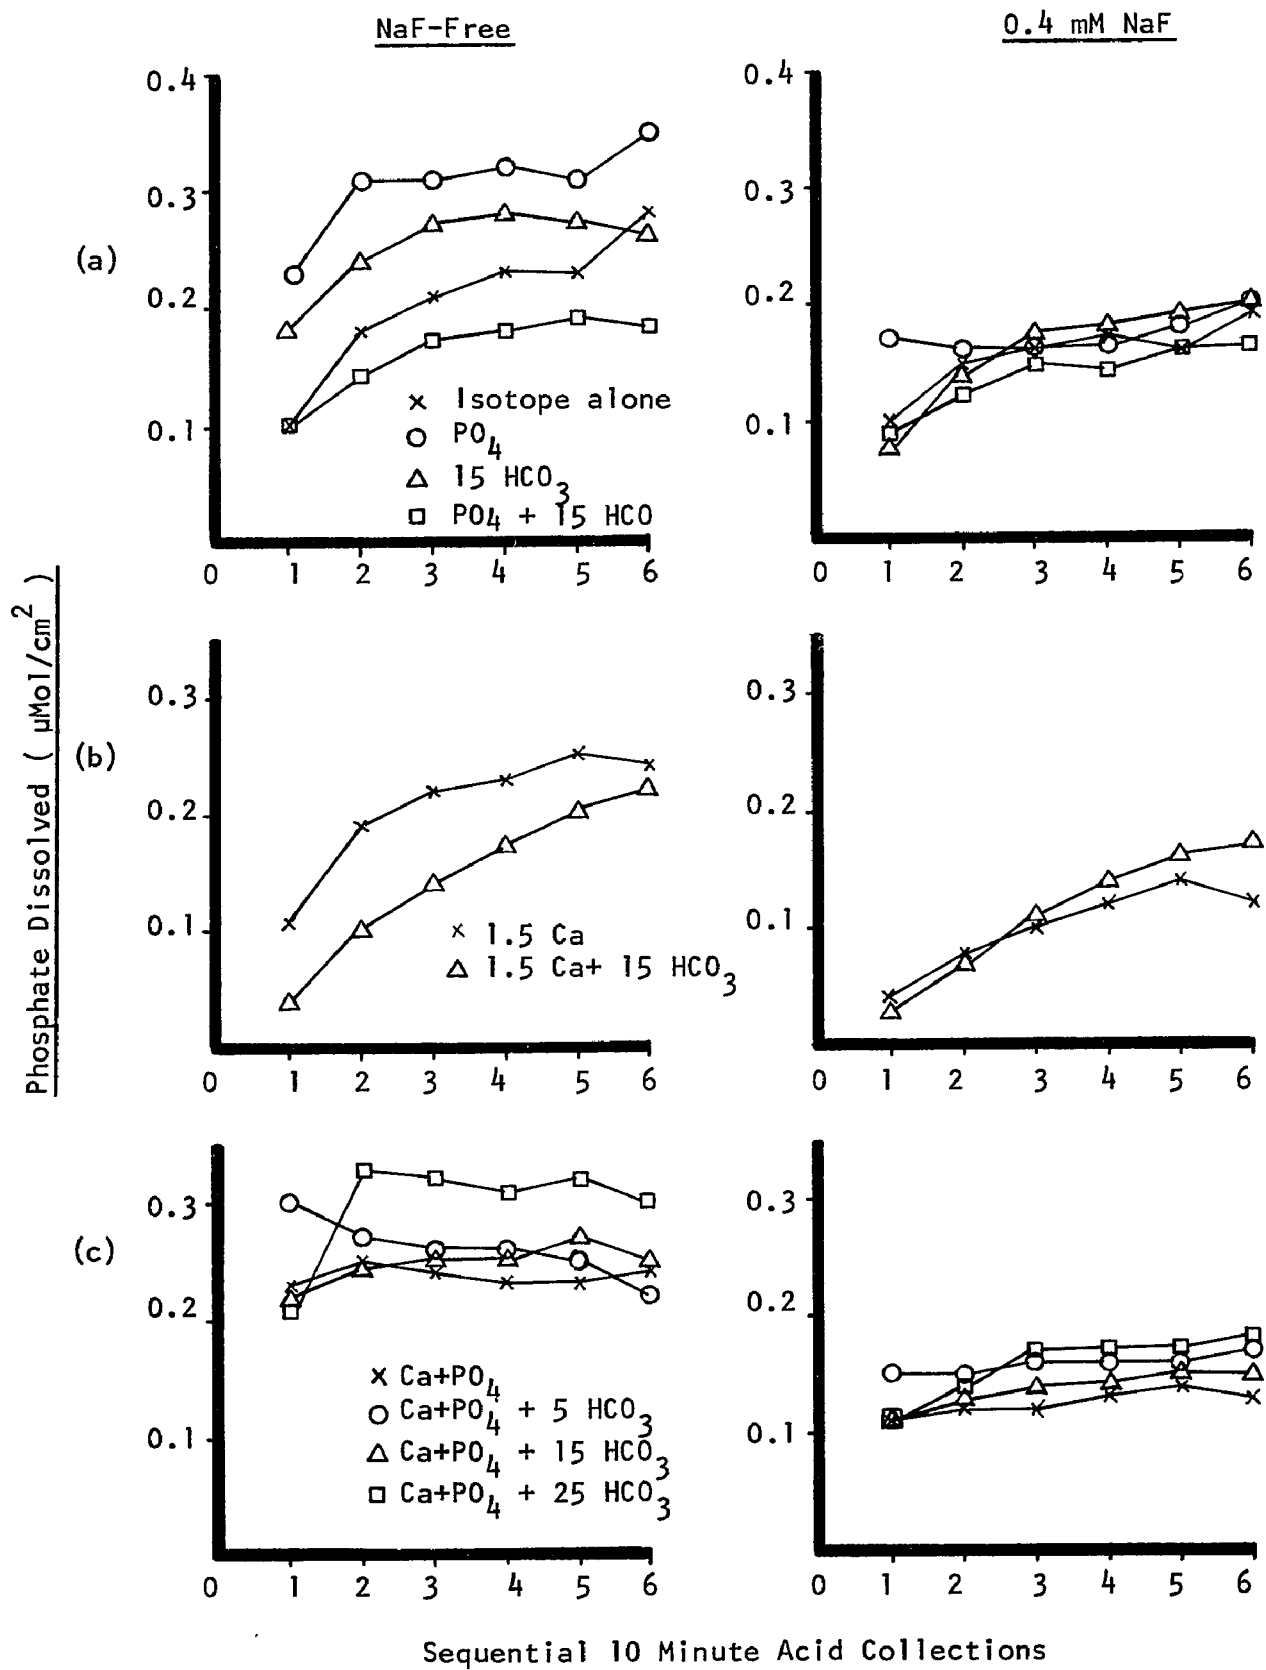 NaF-Free
0.4 mM NaF
0.4
0.3
(a)
0.2
0.1
× Isotope alone
○ PO4
△ 15 HCO3
□ PO4 + 15 HCO
0 1 2 3 4 5 6
0.4
0.3
0.2
0.1
0 1 2 3 4 5 6
Phosphate Dissolved ( µMol/cm2 )
0.3
(b)
0.2
0.1
× 1.5 Ca
△ 1.5 Ca+ 15 HCO3
0 1 2 3 4 5 6
0.3
0.2
0.1
0 1 2 3 4 5 6
0.3
(c)
0.2
0.1
× Ca+PO4
○ Ca+PO4 + 5 HCO3
△ Ca+PO4 + 15 HCO3
□ Ca+PO4 + 25 HCO3
0 1 2 3 4 5 6
0.3
0.2
0.1
0 1 2 3 4 5 6
Sequential 10 Minute Acid Collections